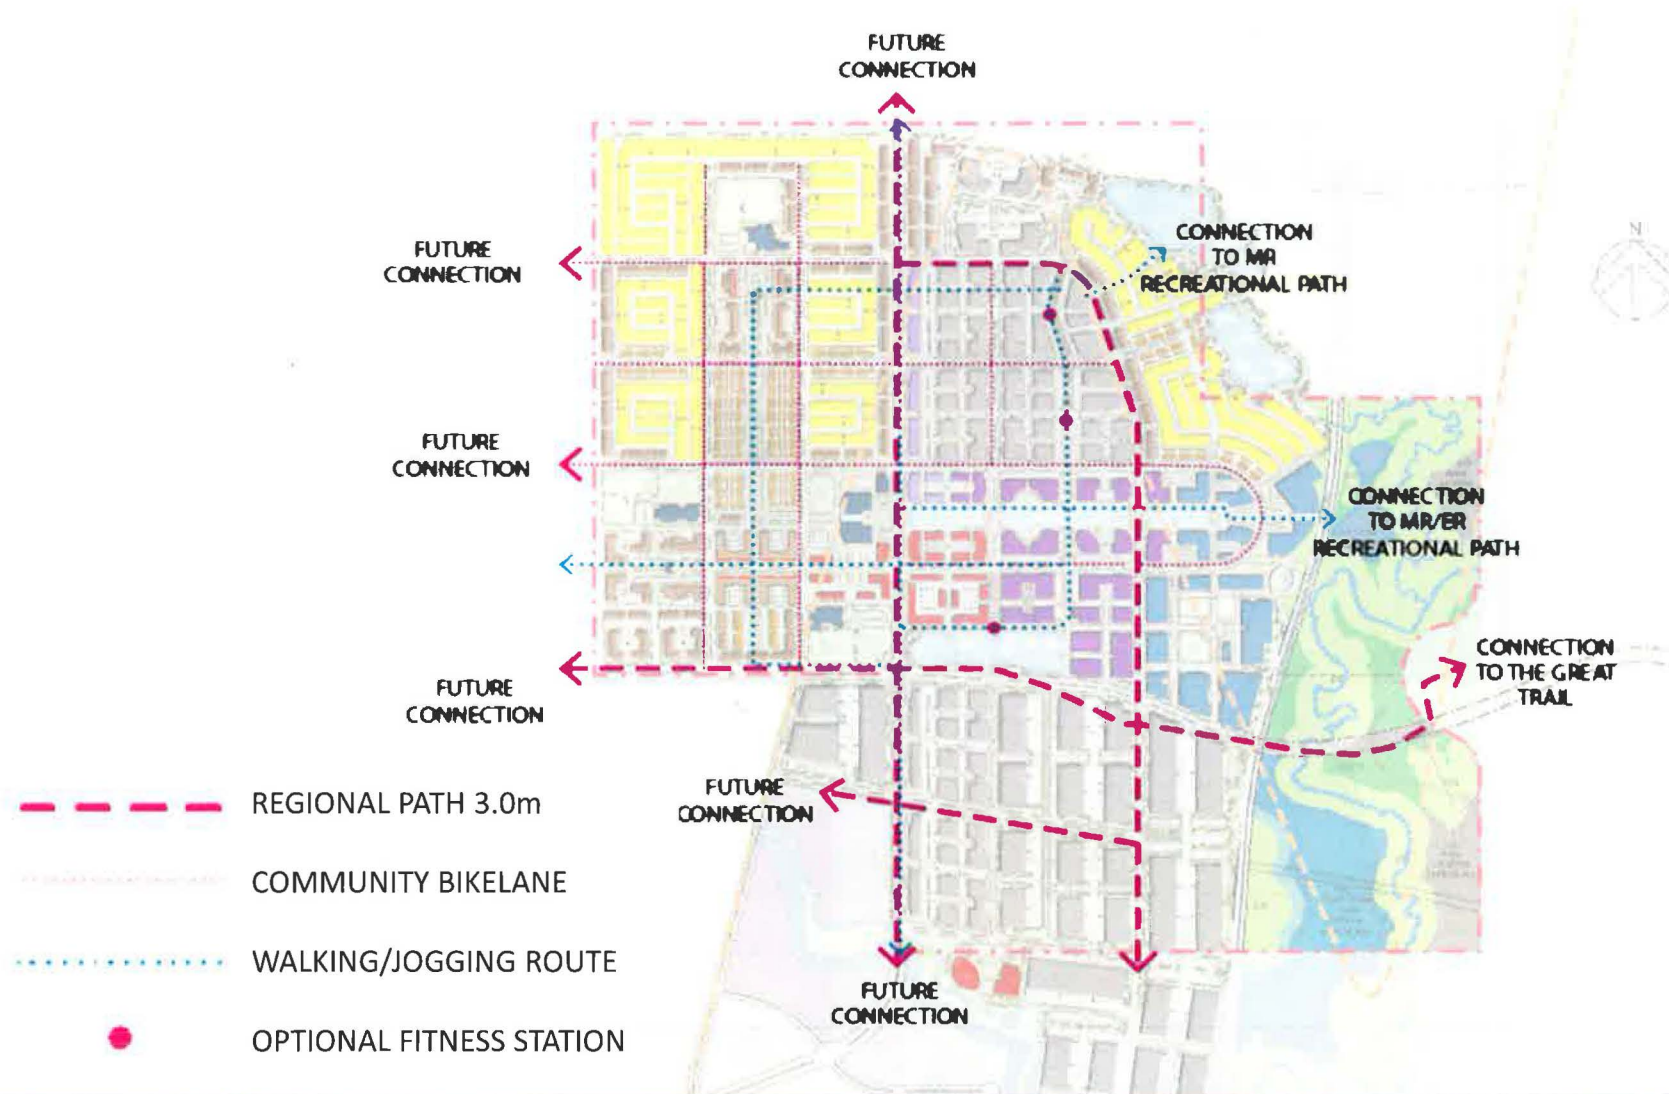 FUTURE
CONNECTION
FUTURE
CONNECTION
CONNECTION
TO MR
RECREATIONAL PATH
N
FUTURE
CONNECTION
CONNECTION
TO MR/ER
RECREATIONAL PATH
FUTURE
CONNECTION
CONNECTION
TO THE GREAT
TRAIL
FUTURE
CONNECTION
REGIONAL PATH 3.0m
COMMUNITY BIKELANE
WALKING/JOGGING ROUTE
OPTIONAL FITNESS STATION
FUTURE
CONNECTION